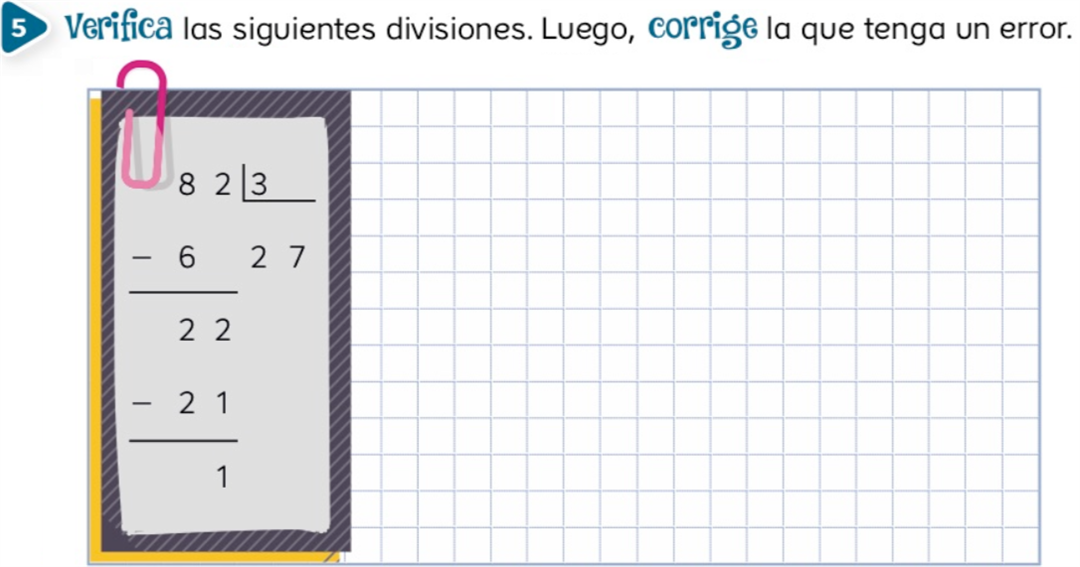 5 Verifica las siguientes divisiones. Luego, corrige la que tenga un error.
8 2 3
− 6 2 7
2 2
− 2 1
1